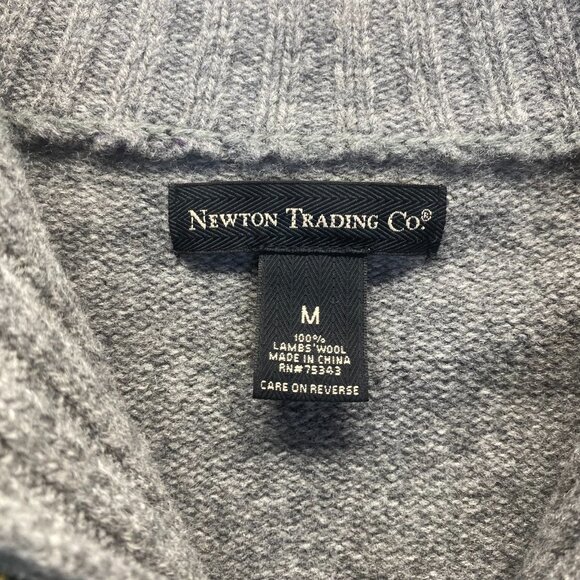 NEWTON TRADING CO.®
M
100%
LAMBS' WOOL
MADE IN CHINA
RN#75343
CARE ON REVERSE